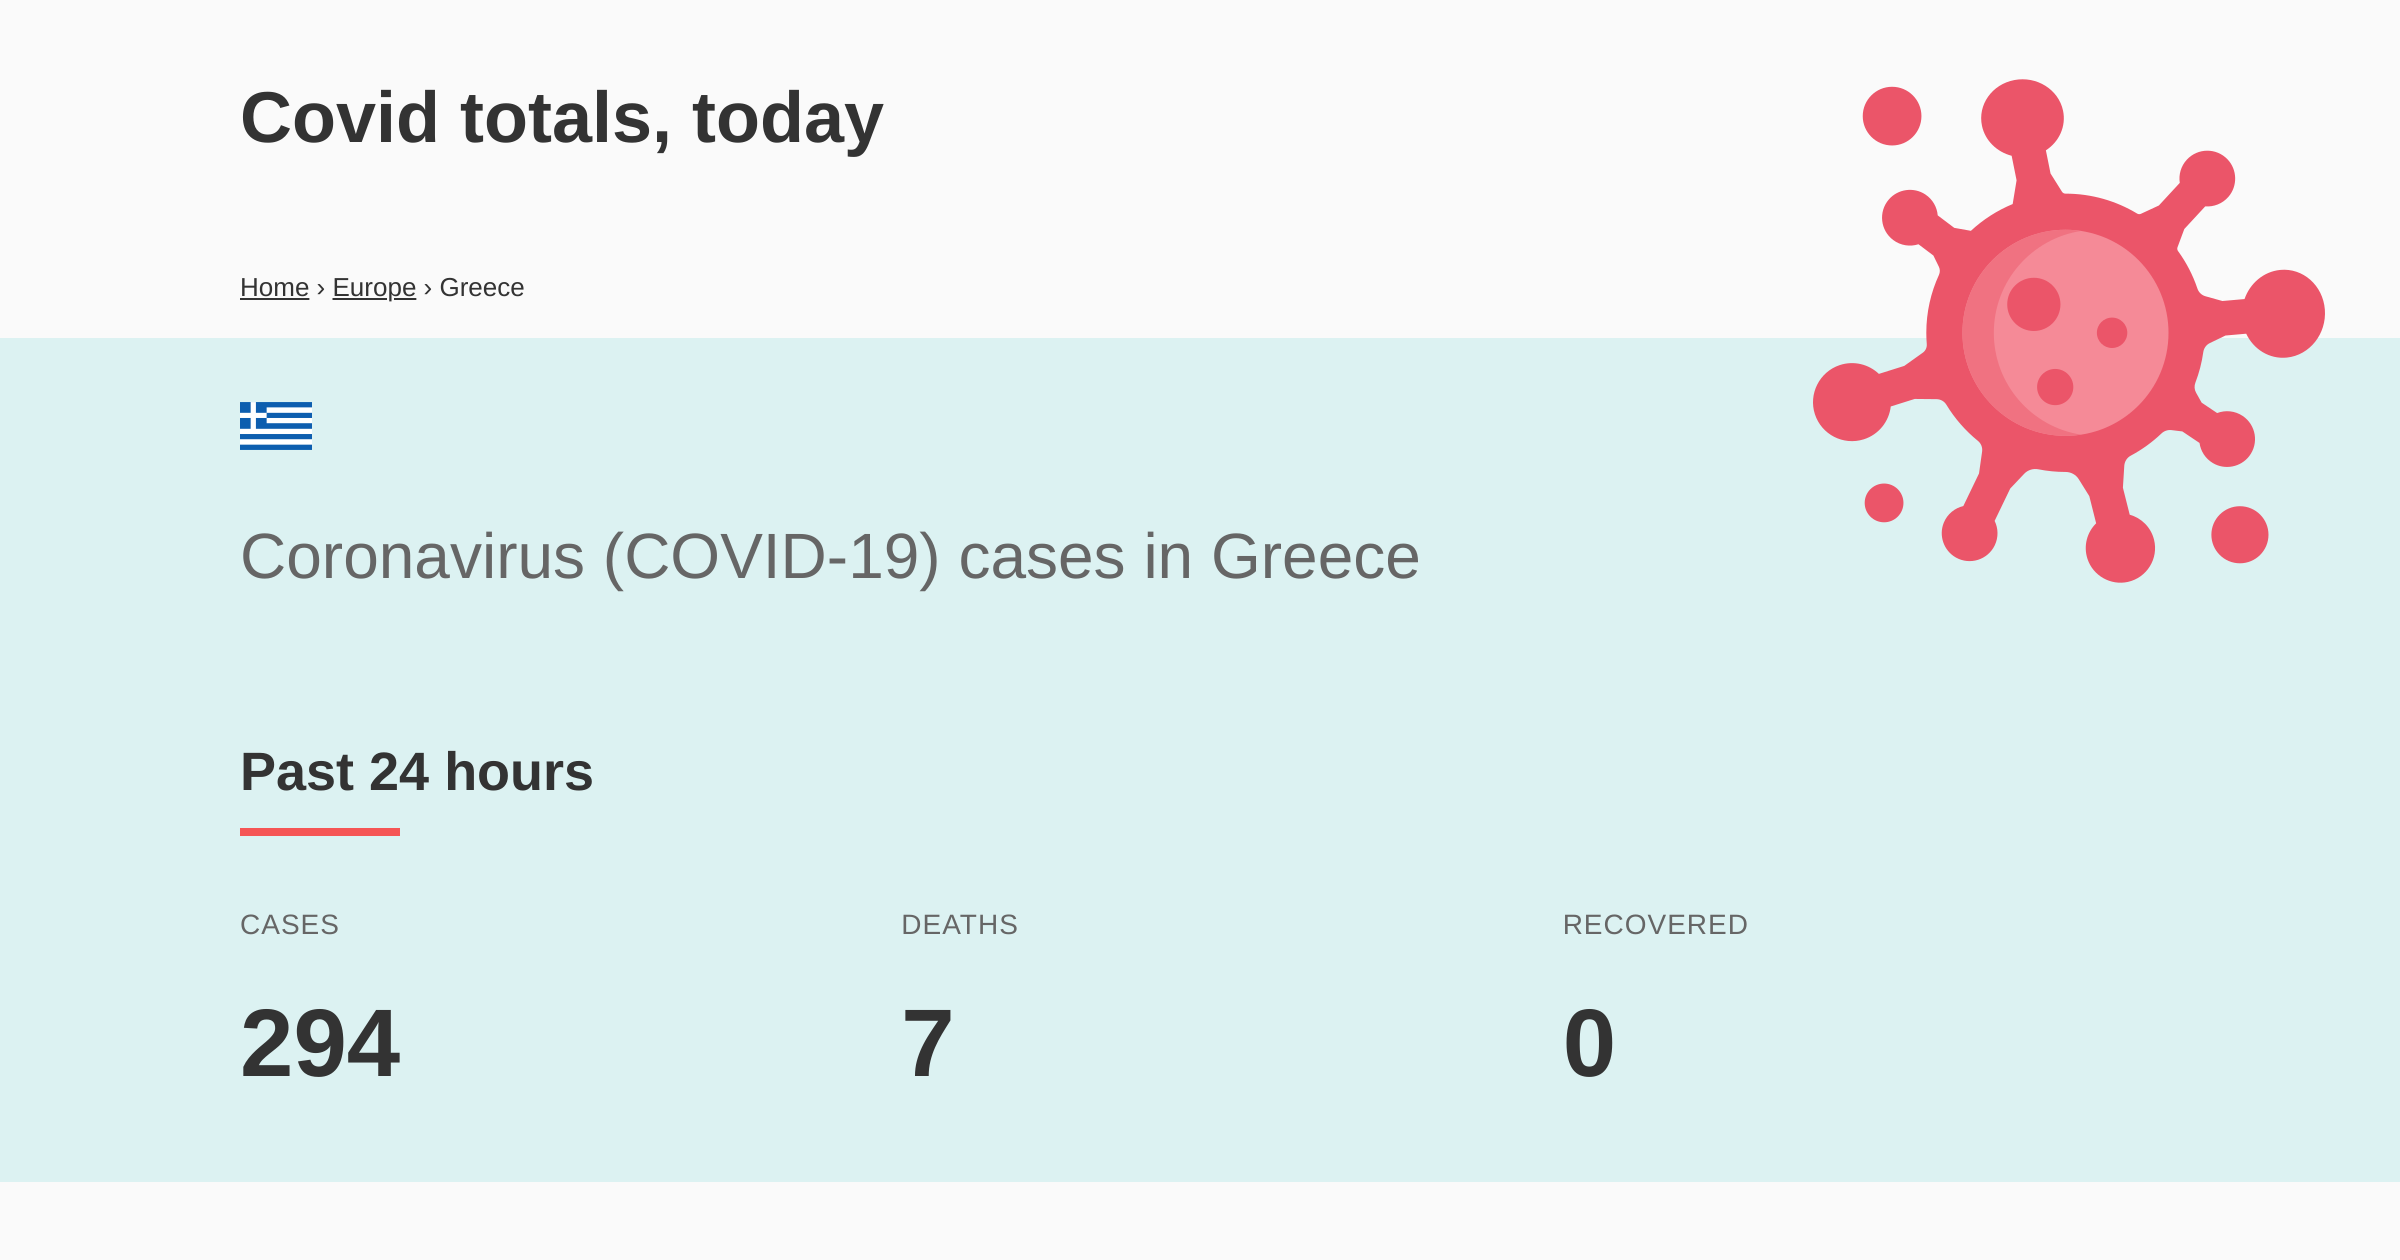 Covid totals, today
Home › Europe › Greece
Coronavirus (COVID-19) cases in Greece
Past 24 hours
CASES DEATHS RECOVERED
294 7 0